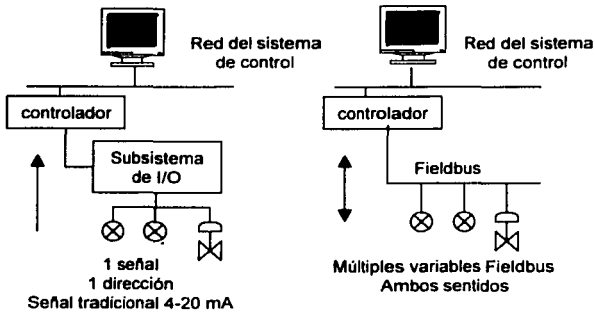 Red del sistema
de control
controlador
Subsistema
de I/O
1 señal
1 dirección
Señal tradícional 4-20 mA
Red del sistema
de control
controlador
Fieldbus
Múltiples variables Fieldbus
Ambos sentidos